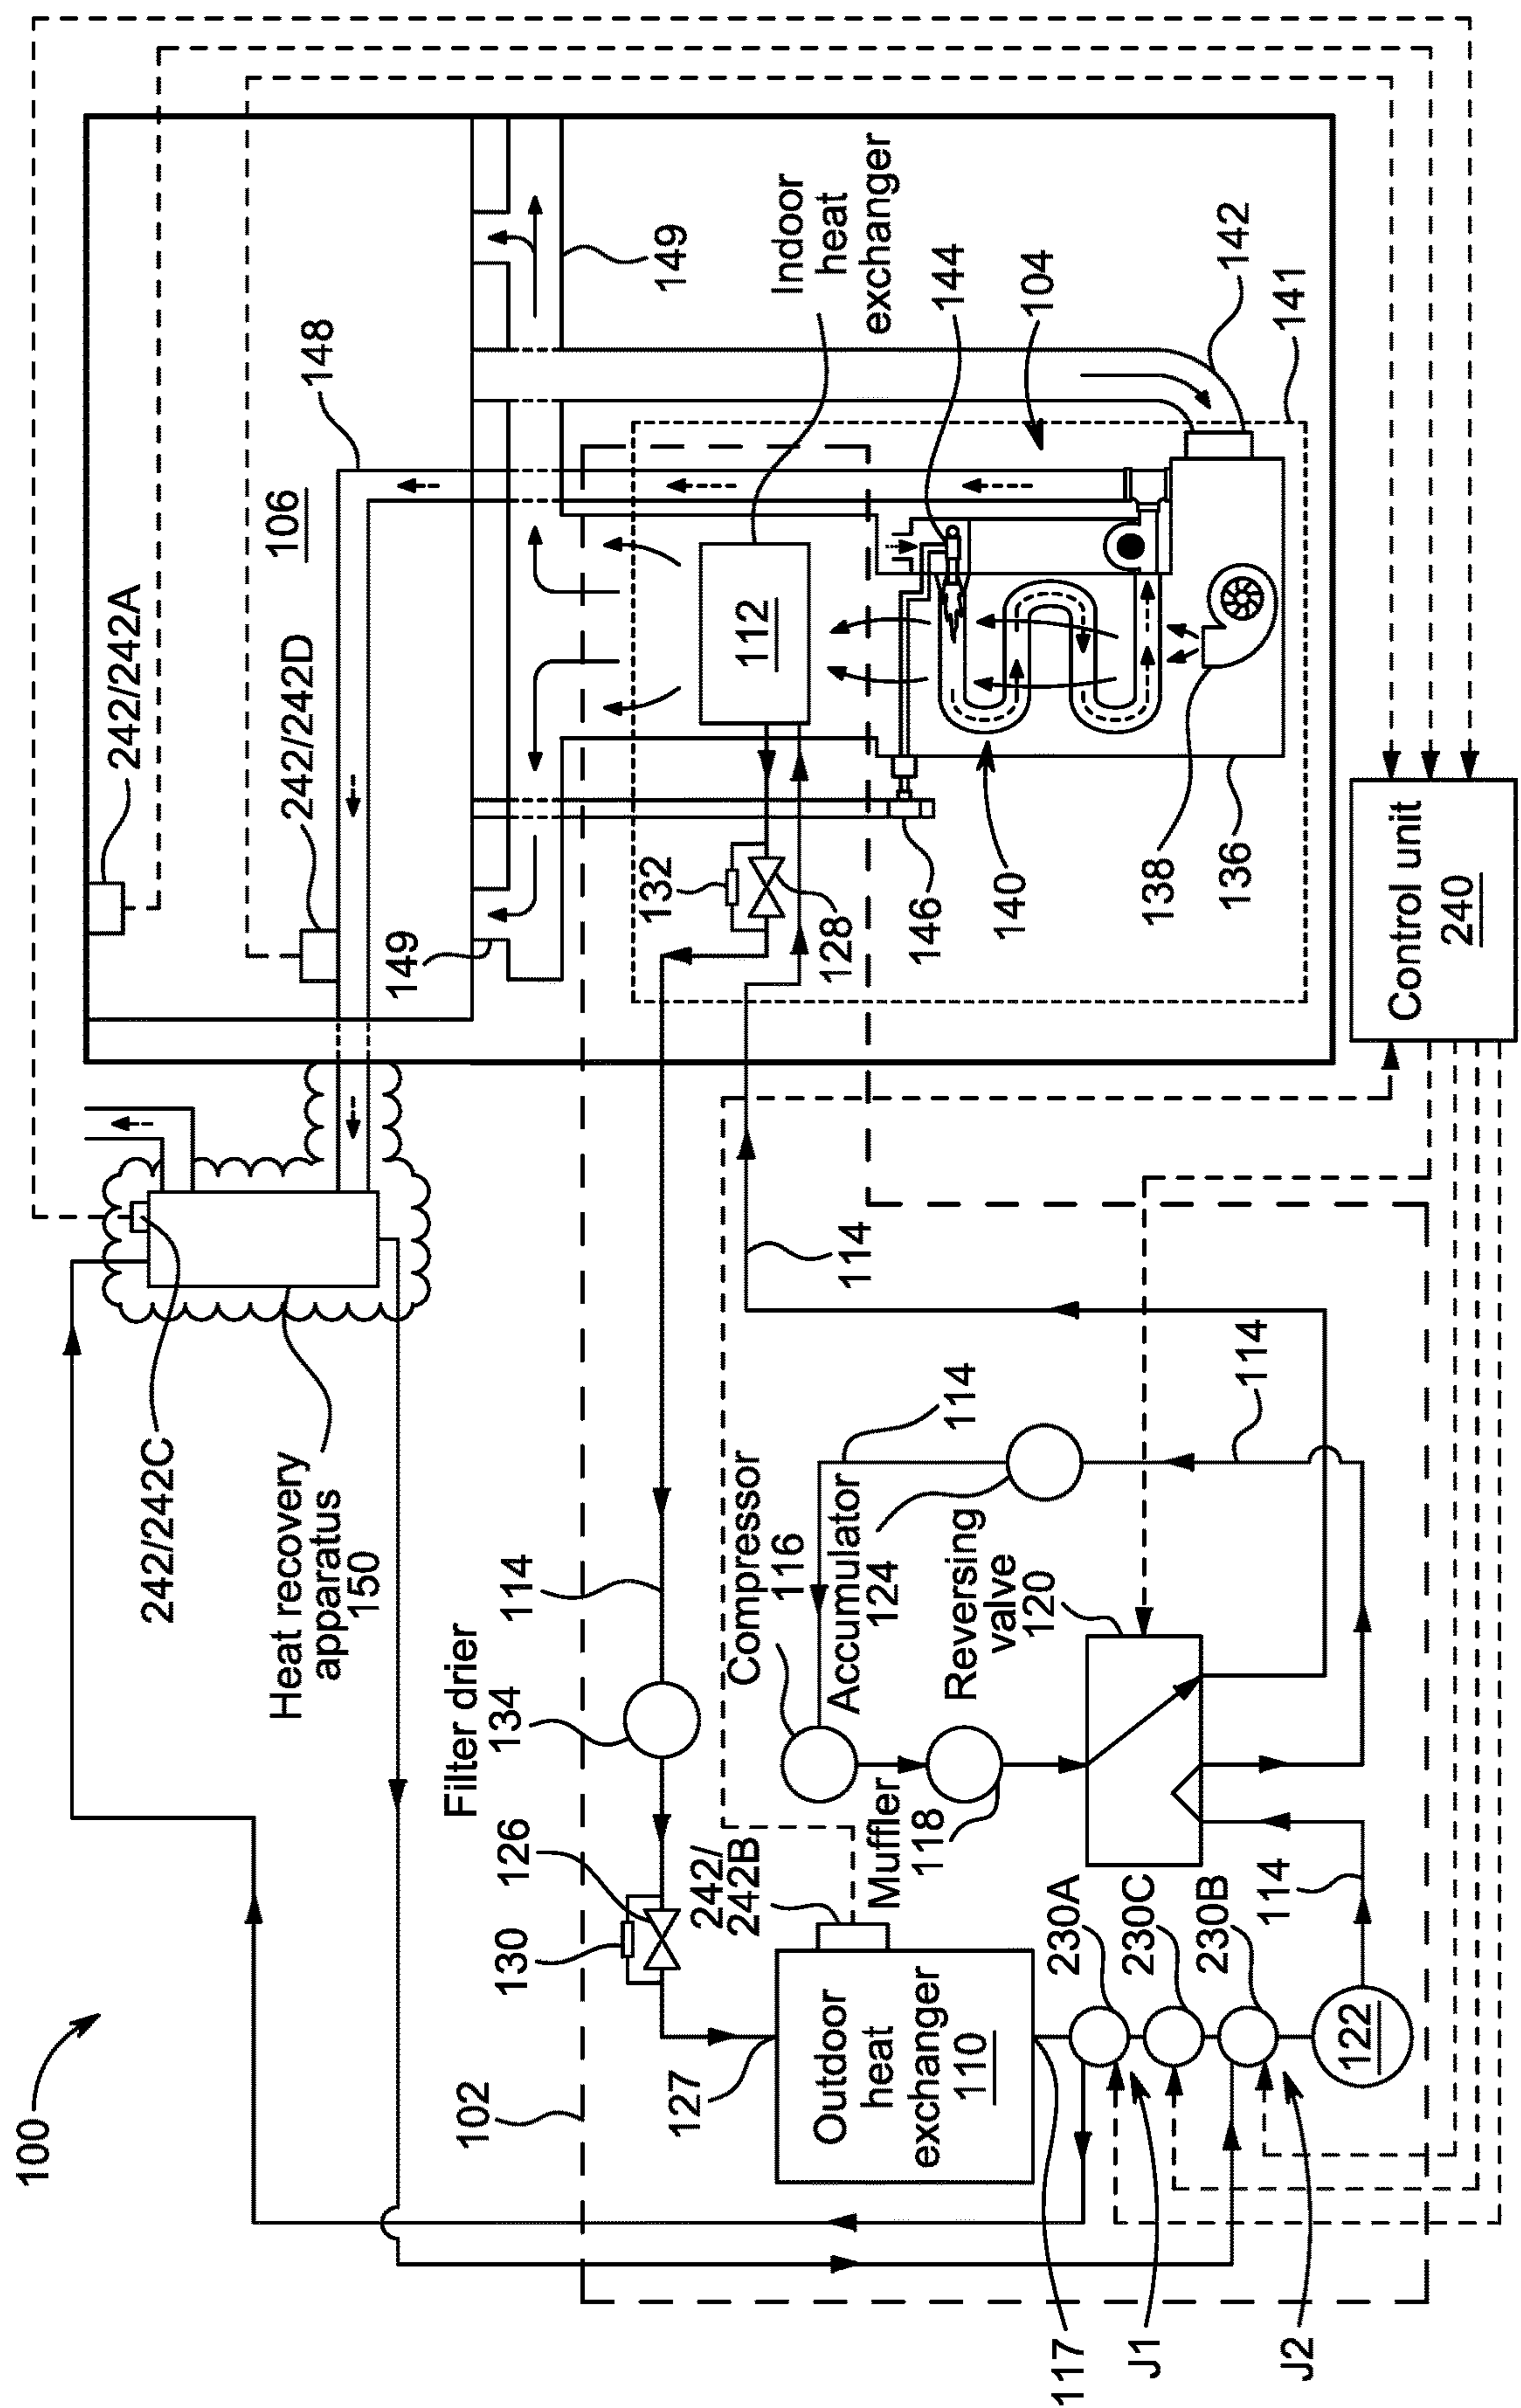 100
102
117
J1
J2
127
Outdoor
heat
exchanger
110
130
126
242/
242B
230A
230C
230B
122
114
Filter drier
134
Muffler
118
Compressor
116
Accumulator
124
Reversing
valve
120
114
114
114
114
242/242C
Heat recovery
apparatus
150
Control unit
240
149
132
128
146
140
138
136
112
242/242A
242/242D
106
148
149
Indoor
heat
exchanger
144
104
142
141